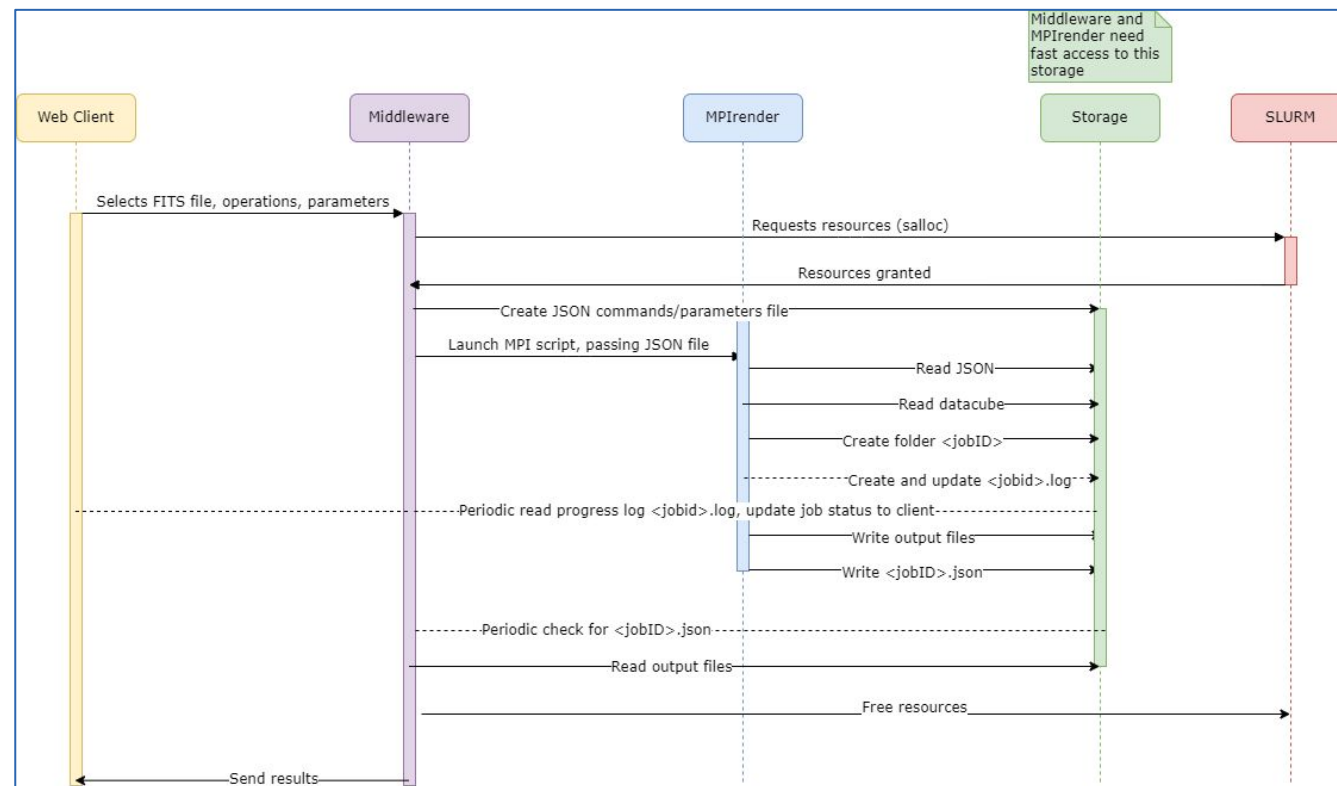 Middleware and
MPIrender need
fast access to this
storage
Web Client
Middleware
MPIrender
Storage
SLURM
Selects FITS file, operations, parameters
Requests resources (salloc)
Resources granted
Create JSON commands/parameters file
Launch MPI script, passing JSON file
Read JSON
Read datacube
Create folder <jobID>
Create and update <jobid>.log
Periodic read progress log <jobid>.log, update job status to client
Write output files
Write <jobID>.json
Periodic check for <jobID>.json
Read output files
Free resources
Send results